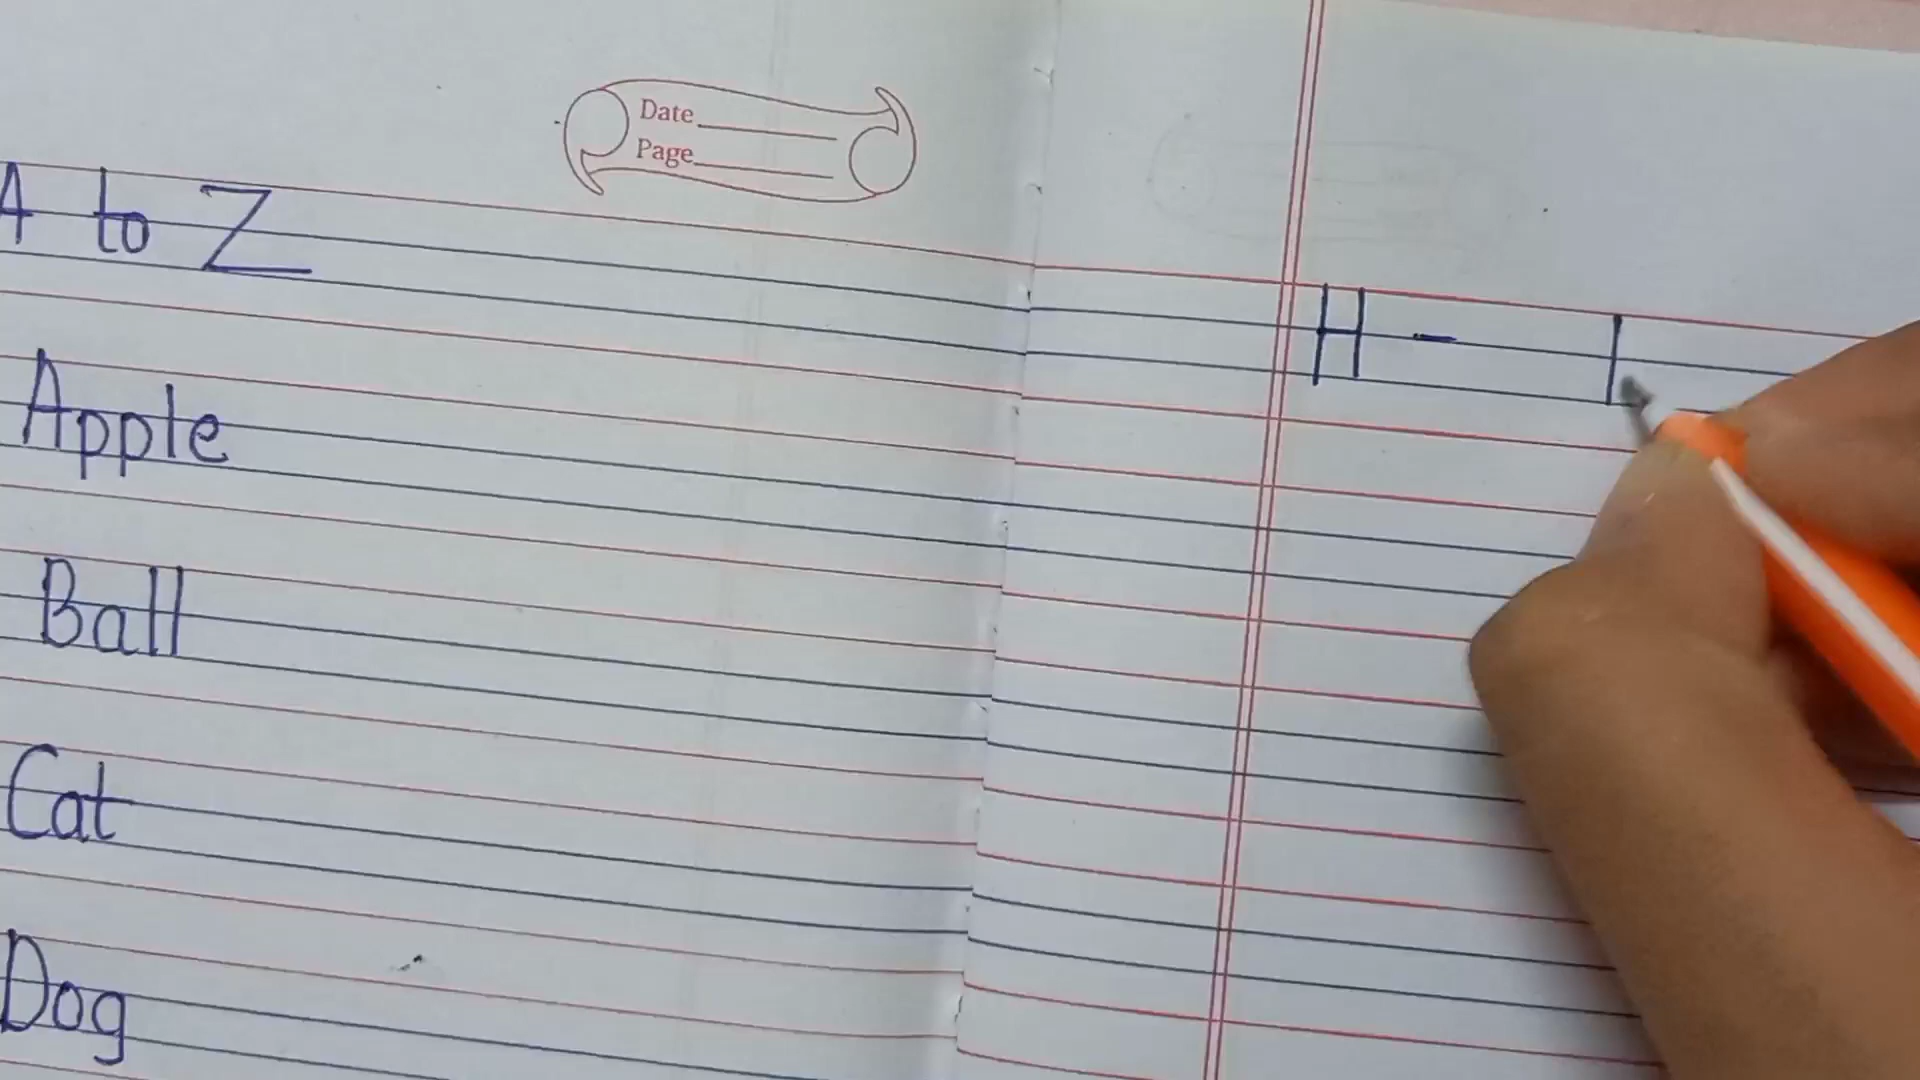 Date
Page
A to Z
Apple
Ball
Cat
Dog
H -